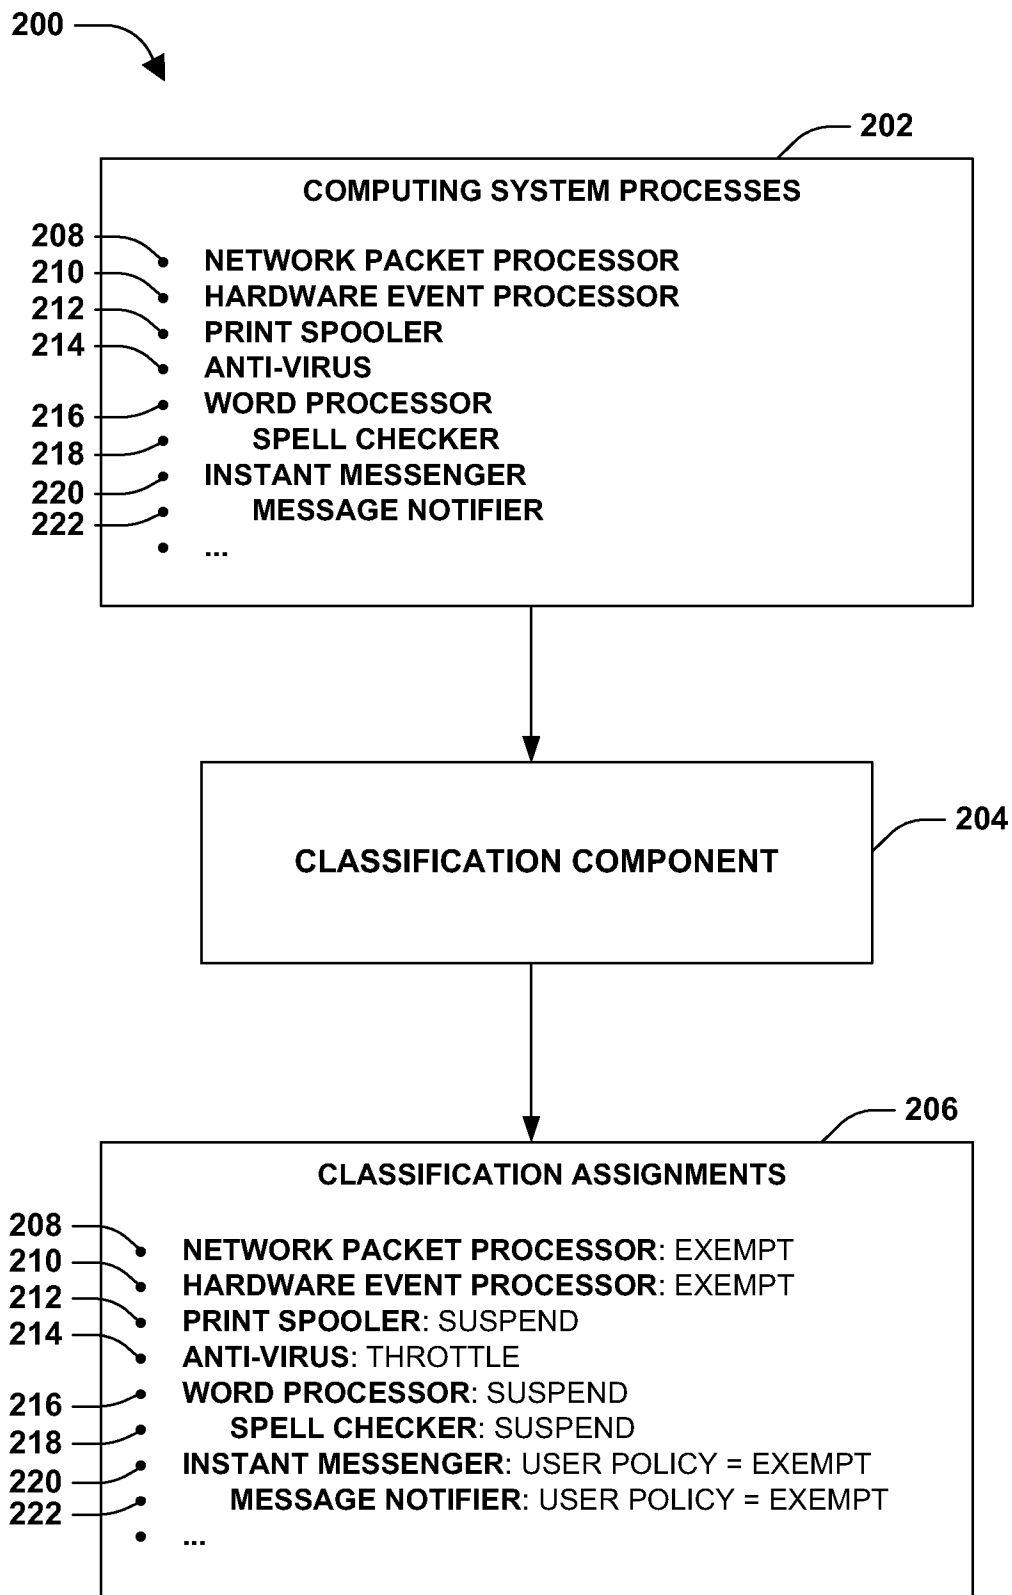 200
202
COMPUTING SYSTEM PROCESSES
208
NETWORK PACKET PROCESSOR
210
HARDWARE EVENT PROCESSOR
212
PRINT SPOOLER
214
ANTI-VIRUS
216
WORD PROCESSOR
218
SPELL CHECKER
220
INSTANT MESSENGER
222
MESSAGE NOTIFIER
...
204
CLASSIFICATION COMPONENT
206
CLASSIFICATION ASSIGNMENTS
208
NETWORK PACKET PROCESSOR: EXEMPT
210
HARDWARE EVENT PROCESSOR: EXEMPT
212
PRINT SPOOLER: SUSPEND
214
ANTI-VIRUS: THROTTLE
216
WORD PROCESSOR: SUSPEND
218
SPELL CHECKER: SUSPEND
220
INSTANT MESSENGER: USER POLICY = EXEMPT
222
MESSAGE NOTIFIER: USER POLICY = EXEMPT
...